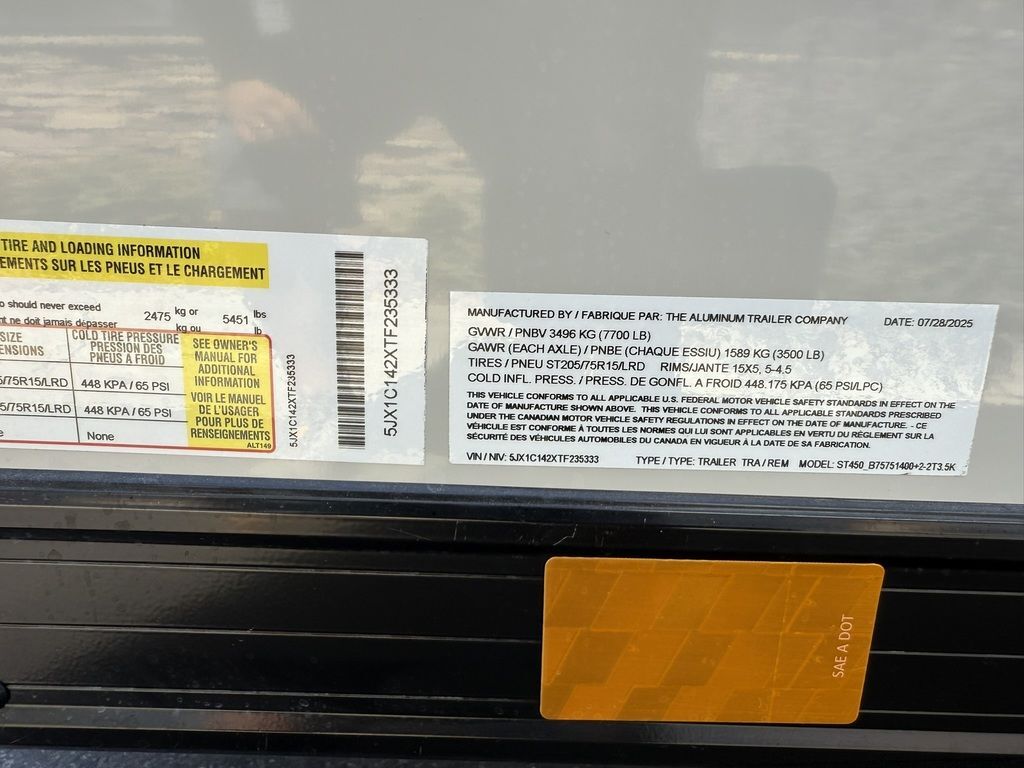 TIRE AND LOADING INFORMATION
EMENTS SUR LES PNEUS ET LE CHARGEMENT
o should never exceed 2475 kg or 5451 lbs
nt ne doit jamais dépasser kg ou lb
SIZE COLD TIRE PRESSURE
ENSIONS PRESSION DES
PNEUS A FROID
/75R15/LRD 448 KPA / 65 PSI
5/75R15/LRD 448 KPA / 65 PSI
e None
SEE OWNER'S
MANUAL FOR
ADDITIONAL
INFORMATION
VOIR LE MANUEL
DE L'USAGER
POUR PLUS DE
RENSEIGNEMENTS
ALT149
5JX1C142XTF235333
5JX1C142XTF235333
MANUFACTURED BY / FABRIQUE PAR: THE ALUMINUM TRAILER COMPANY DATE: 07/28/2025
GVWR / PNBV 3496 KG (7700 LB)
GAWR (EACH AXLE) / PNBE (CHAQUE ESSIU) 1589 KG (3500 LB)
TIRES / PNEU ST205/75R15/LRD RIMS/JANTE 15X5, 5-4.5
COLD INFL. PRESS. / PRESS. DE GONFL. A FROID 448.175 KPA (65 PSI/LPC)
THIS VEHICLE CONFORMS TO ALL APPLICABLE U.S. FEDERAL MOTOR VEHICLE SAFETY STANDARDS IN EFFECT ON THE
DATE OF MANUFACTURE SHOWN ABOVE. THIS VEHICLE CONFORMS TO ALL APPLICABLE STANDARDS PRESCRIBED
UNDER THE CANADIAN MOTOR VEHICLE SAFETY REGULATIONS IN EFFECT ON THE DATE OF MANUFACTURE. - CE
VÉHICULE EST CONFORME À TOUTES LES NORMES QUI LUI SONT APPLICABLES EN VERTU DU RÈGLEMENT SUR LA
SÉCURITÉ DES VÉHICULES AUTOMOBILES DU CANADA EN VIGUEUR À LA DATE DE SA FABRICATION.
VIN / NIV: 5JX1C142XTF235333 TYPE / TYPE: TRAILER TRA / REM MODEL: ST450_B75751400+2-2T3.5K
SAE A DOT